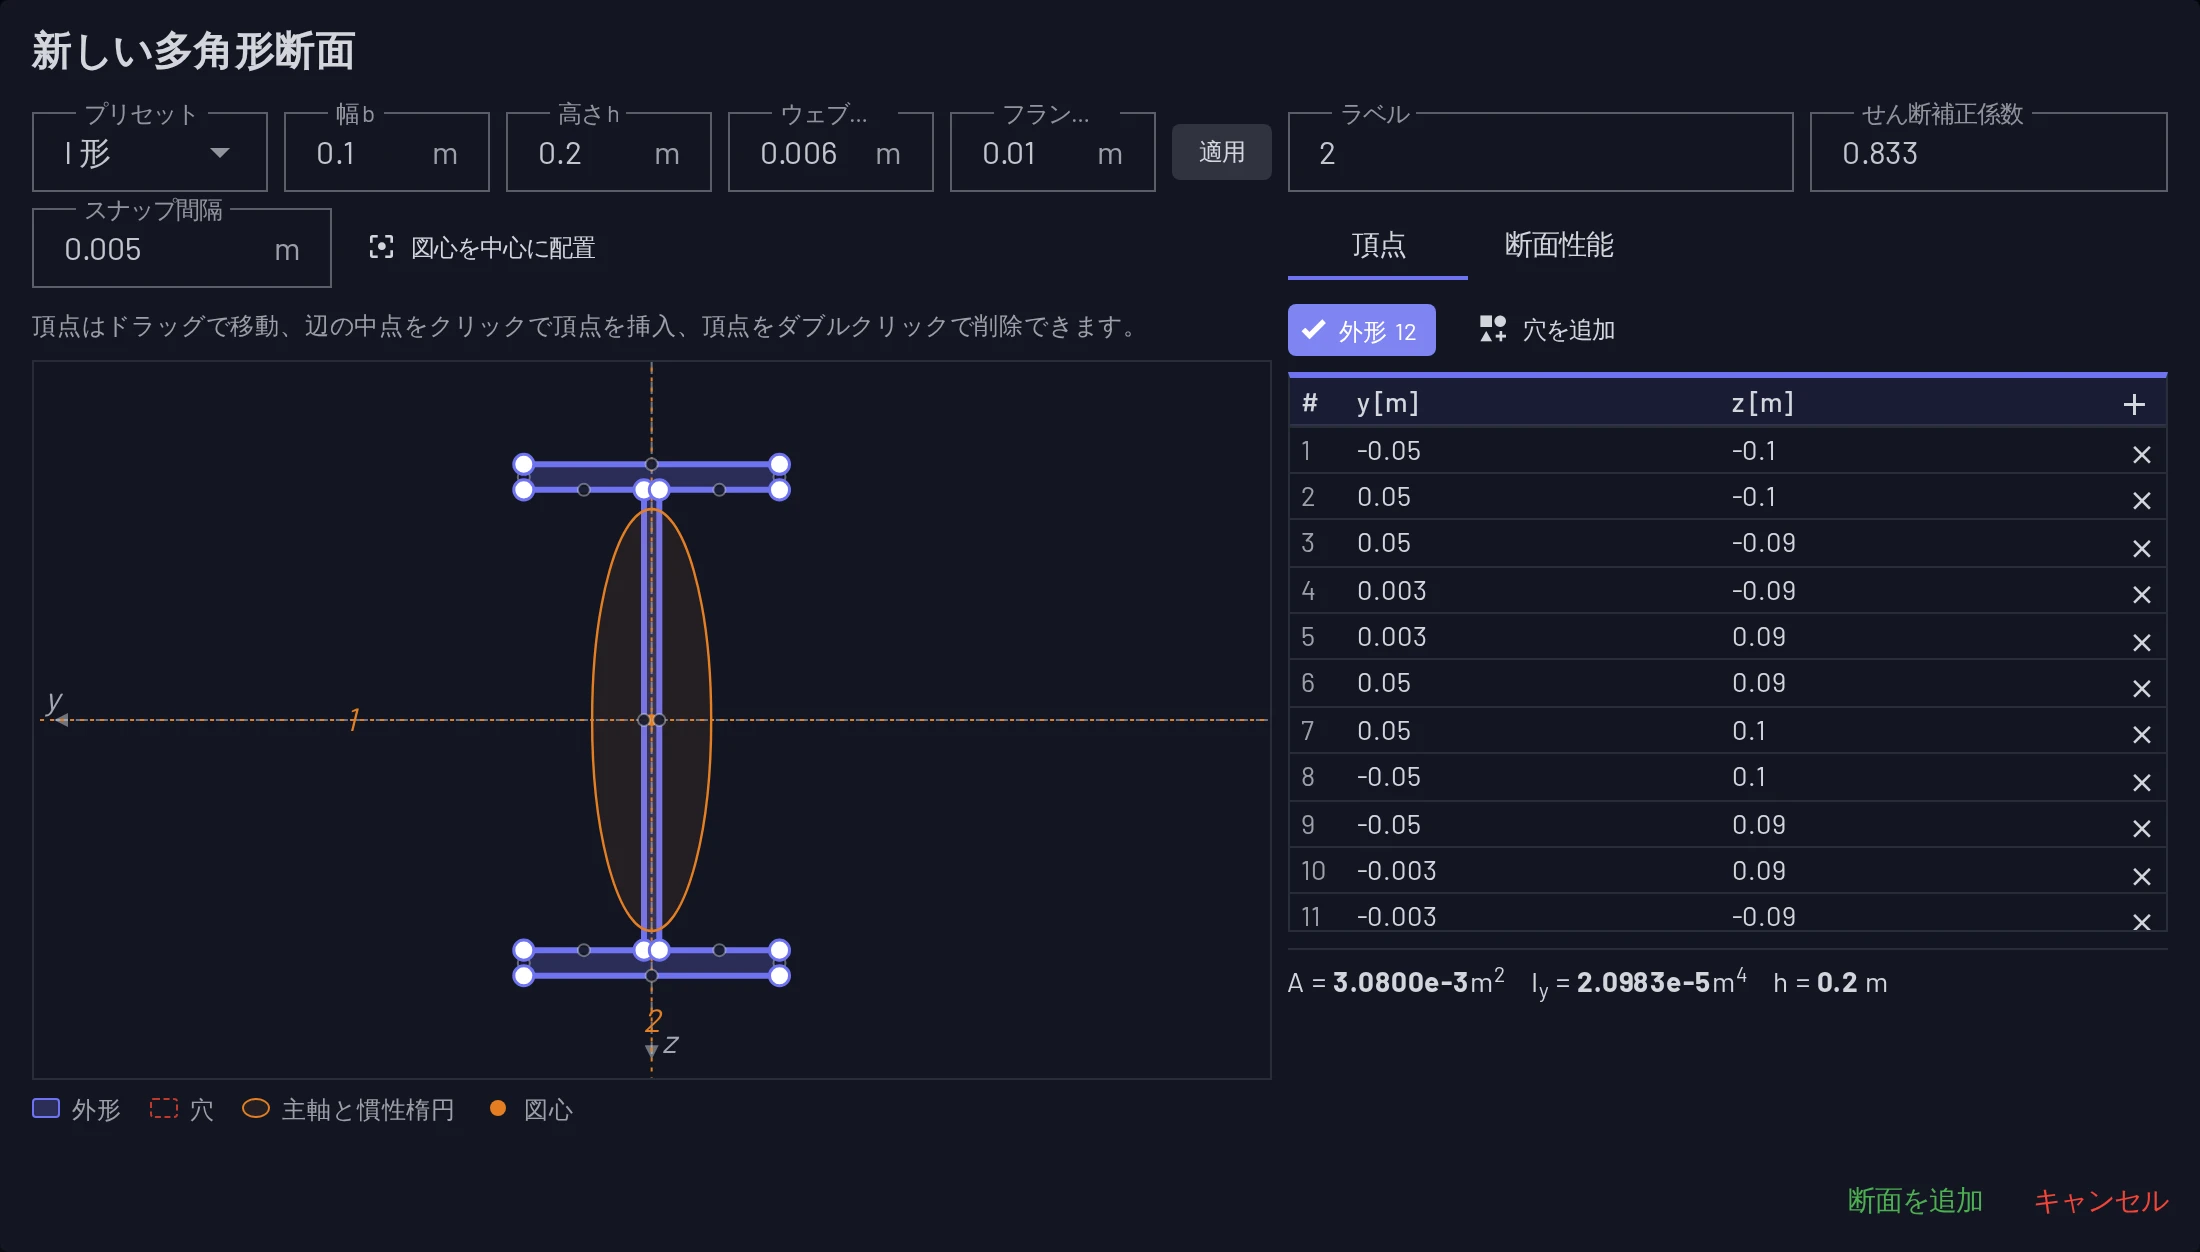 新しい多角形断面
プリセット 幅 b 高さ h ウェブ... フラン... ラベル せん断補正係数
I 形 0.1 m 0.2 m 0.006 m 0.01 m 適用 2 0.833
スナップ間隔
0.005 m 図心を中心に配置 頂点 断面性能
頂点はドラッグで移動、辺の中点をクリックで頂点を挿入、頂点をダブルクリックで削除できます。
外形 12 穴を追加
# y [m] z [m] +
1 -0.05 -0.1 ×
2 0.05 -0.1 ×
3 0.05 -0.09 ×
4 0.003 -0.09 ×
5 0.003 0.09 ×
6 0.05 0.09 ×
7 0.05 0.1 ×
8 -0.05 0.1 ×
9 -0.05 0.09 ×
10 -0.003 0.09 ×
11 -0.003 -0.09 ×
y
1
2
z
A = 3.0800e-3 m² Iy = 2.0983e-5 m⁴ h = 0.2 m
外形 穴 主軸と慣性楕円 図心
断面を追加 キャンセル